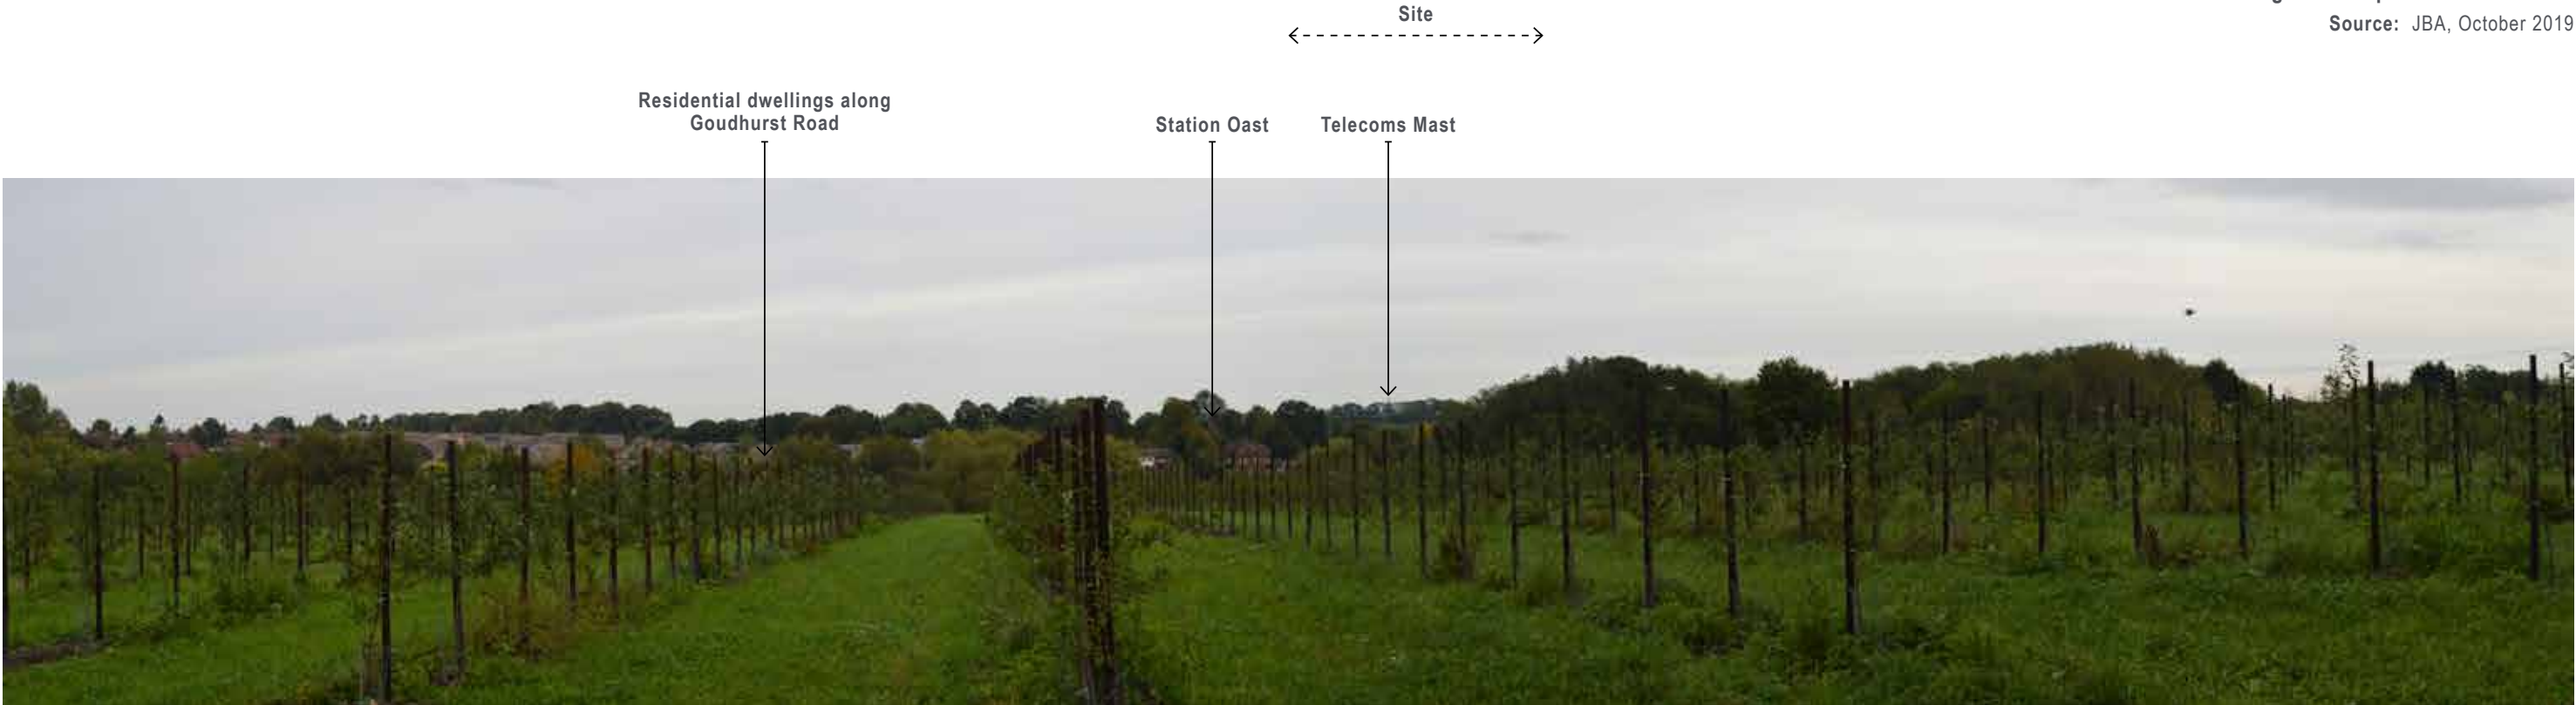 Site
Source: JBA, October 2019
Residential dwellings along
Goudhurst Road
Station Oast
Telecoms Mast